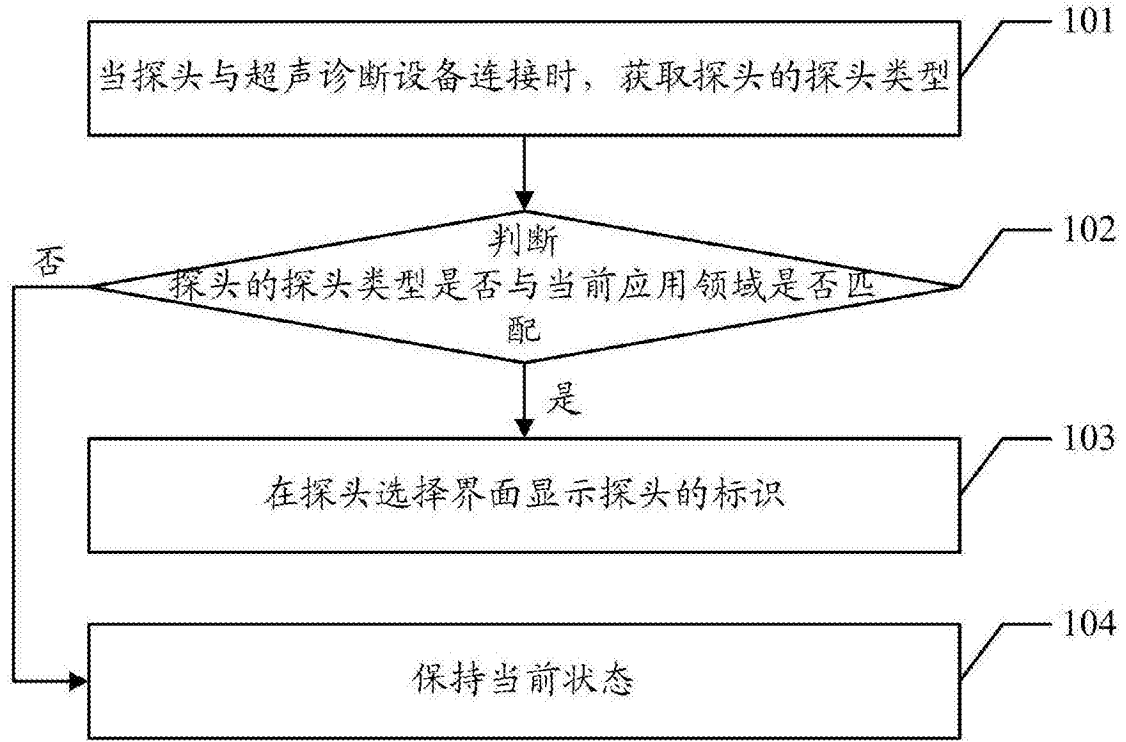 101
当探头与超声诊断设备连接时，获取探头的探头类型
102
判断
否
探头的探头类型是否与当前应用领域是否匹
配
是
103
在探头选择界面显示探头的标识
104
保持当前状态